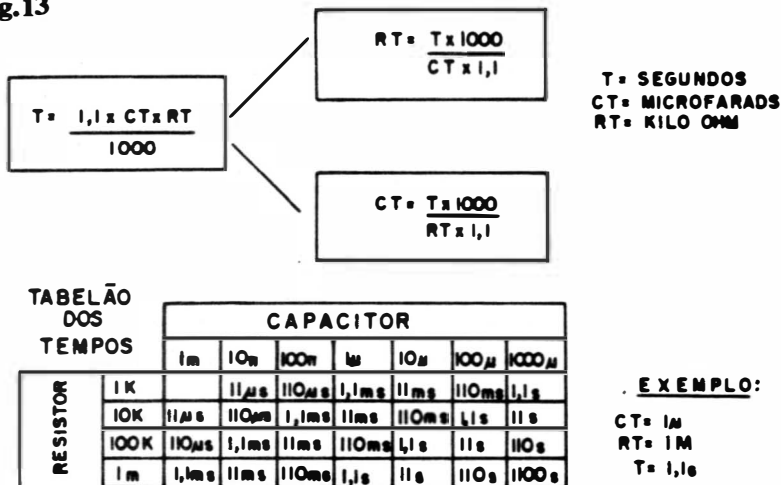 g.13
RT= T x 1000
CT x 1,1
T= 1,1 x CT x RT
1000
T= SEGUNDOS
CT= MICROFARADS
RT= KILO OHM
CT= T x 1000
RT x 1,1
TABELÃO
DOS
TEMPOS
CAPACITOR
1n 10n 100n 1µ 10µ 100µ 1000µ
RESISTOR
1K 11µs 110µs 1,1ms 11ms 110ms 1,1s
10K 11µs 110µs 1,1ms 11ms 110ms 1,1s 11s
100K 110µs 1,1ms 11ms 110ms 1,1s 11s 110s
1m 1,1ms 11ms 110ms 1,1s 11s 110s 1100s
EXEMPLO:
CT= 1µ
RT= 1M
T= 1,1s